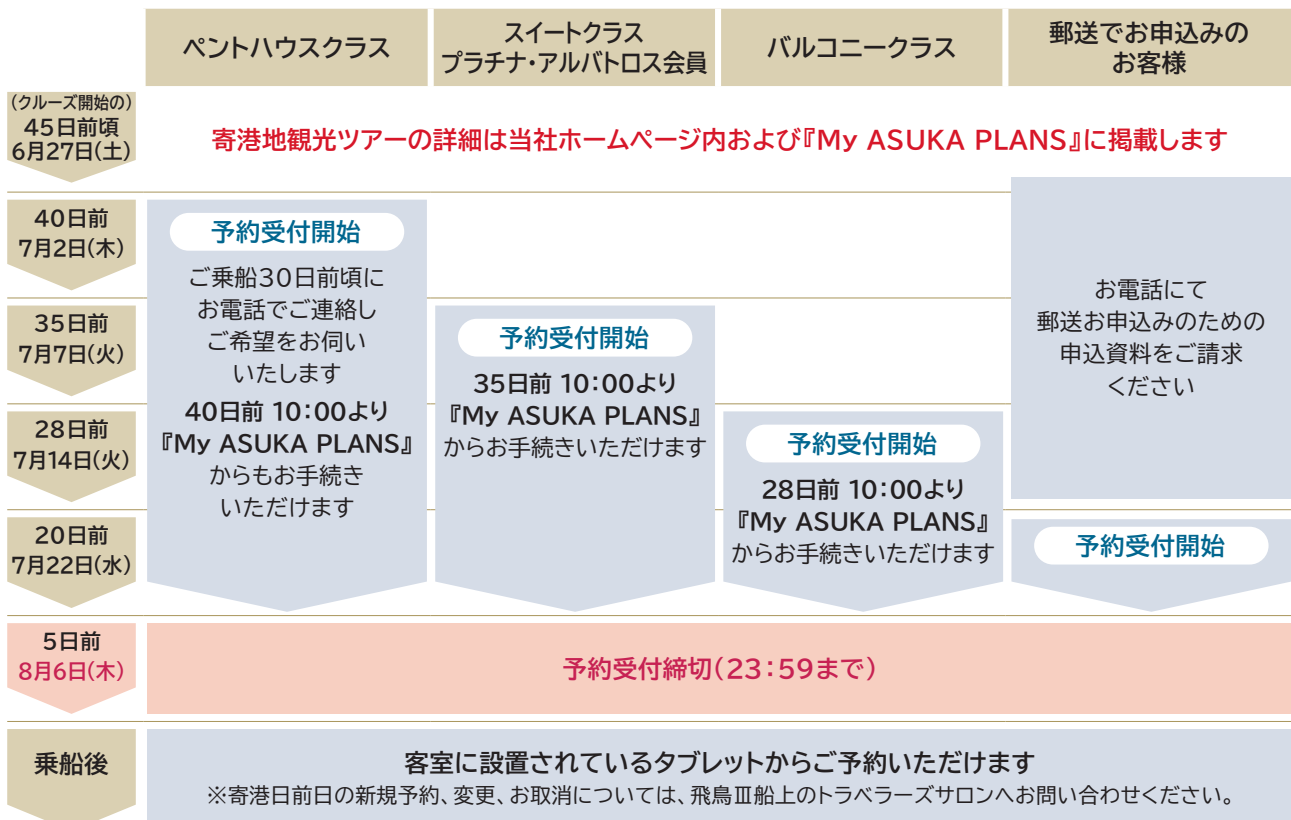 ペントハウスクラス
スイートクラス
プラチナ・アルバトロス会員
バルコニークラス
郵送でお申込みの
お客様
(クルーズ開始の)
45日前頃
6月27日(土)
寄港地観光ツアーの詳細は当社ホームページ内および『My ASUKA PLANS』に掲載します
40日前
7月2日(木)
35日前
7月7日(火)
28日前
7月14日(火)
20日前
7月22日(水)
予約受付開始
ご乗船30日前頃に
お電話でご連絡し
ご希望をお伺い
いたします
40日前 10:00より
『My ASUKA PLANS』
からもお手続き
いただけます
予約受付開始
35日前 10:00より
『My ASUKA PLANS』
からお手続きいただけます
予約受付開始
28日前 10:00より
『My ASUKA PLANS』
からお手続きいただけます
お電話にて
郵送お申込みのための
申込資料をご請求
ください
予約受付開始
5日前
8月6日(木)
予約受付締切(23:59まで)
乗船後
客室に設置されているタブレットからご予約いただけます
※寄港日前日の新規予約、変更、お取消については、飛鳥Ⅲ船上のトラベラーズサロンへお問い合わせください。